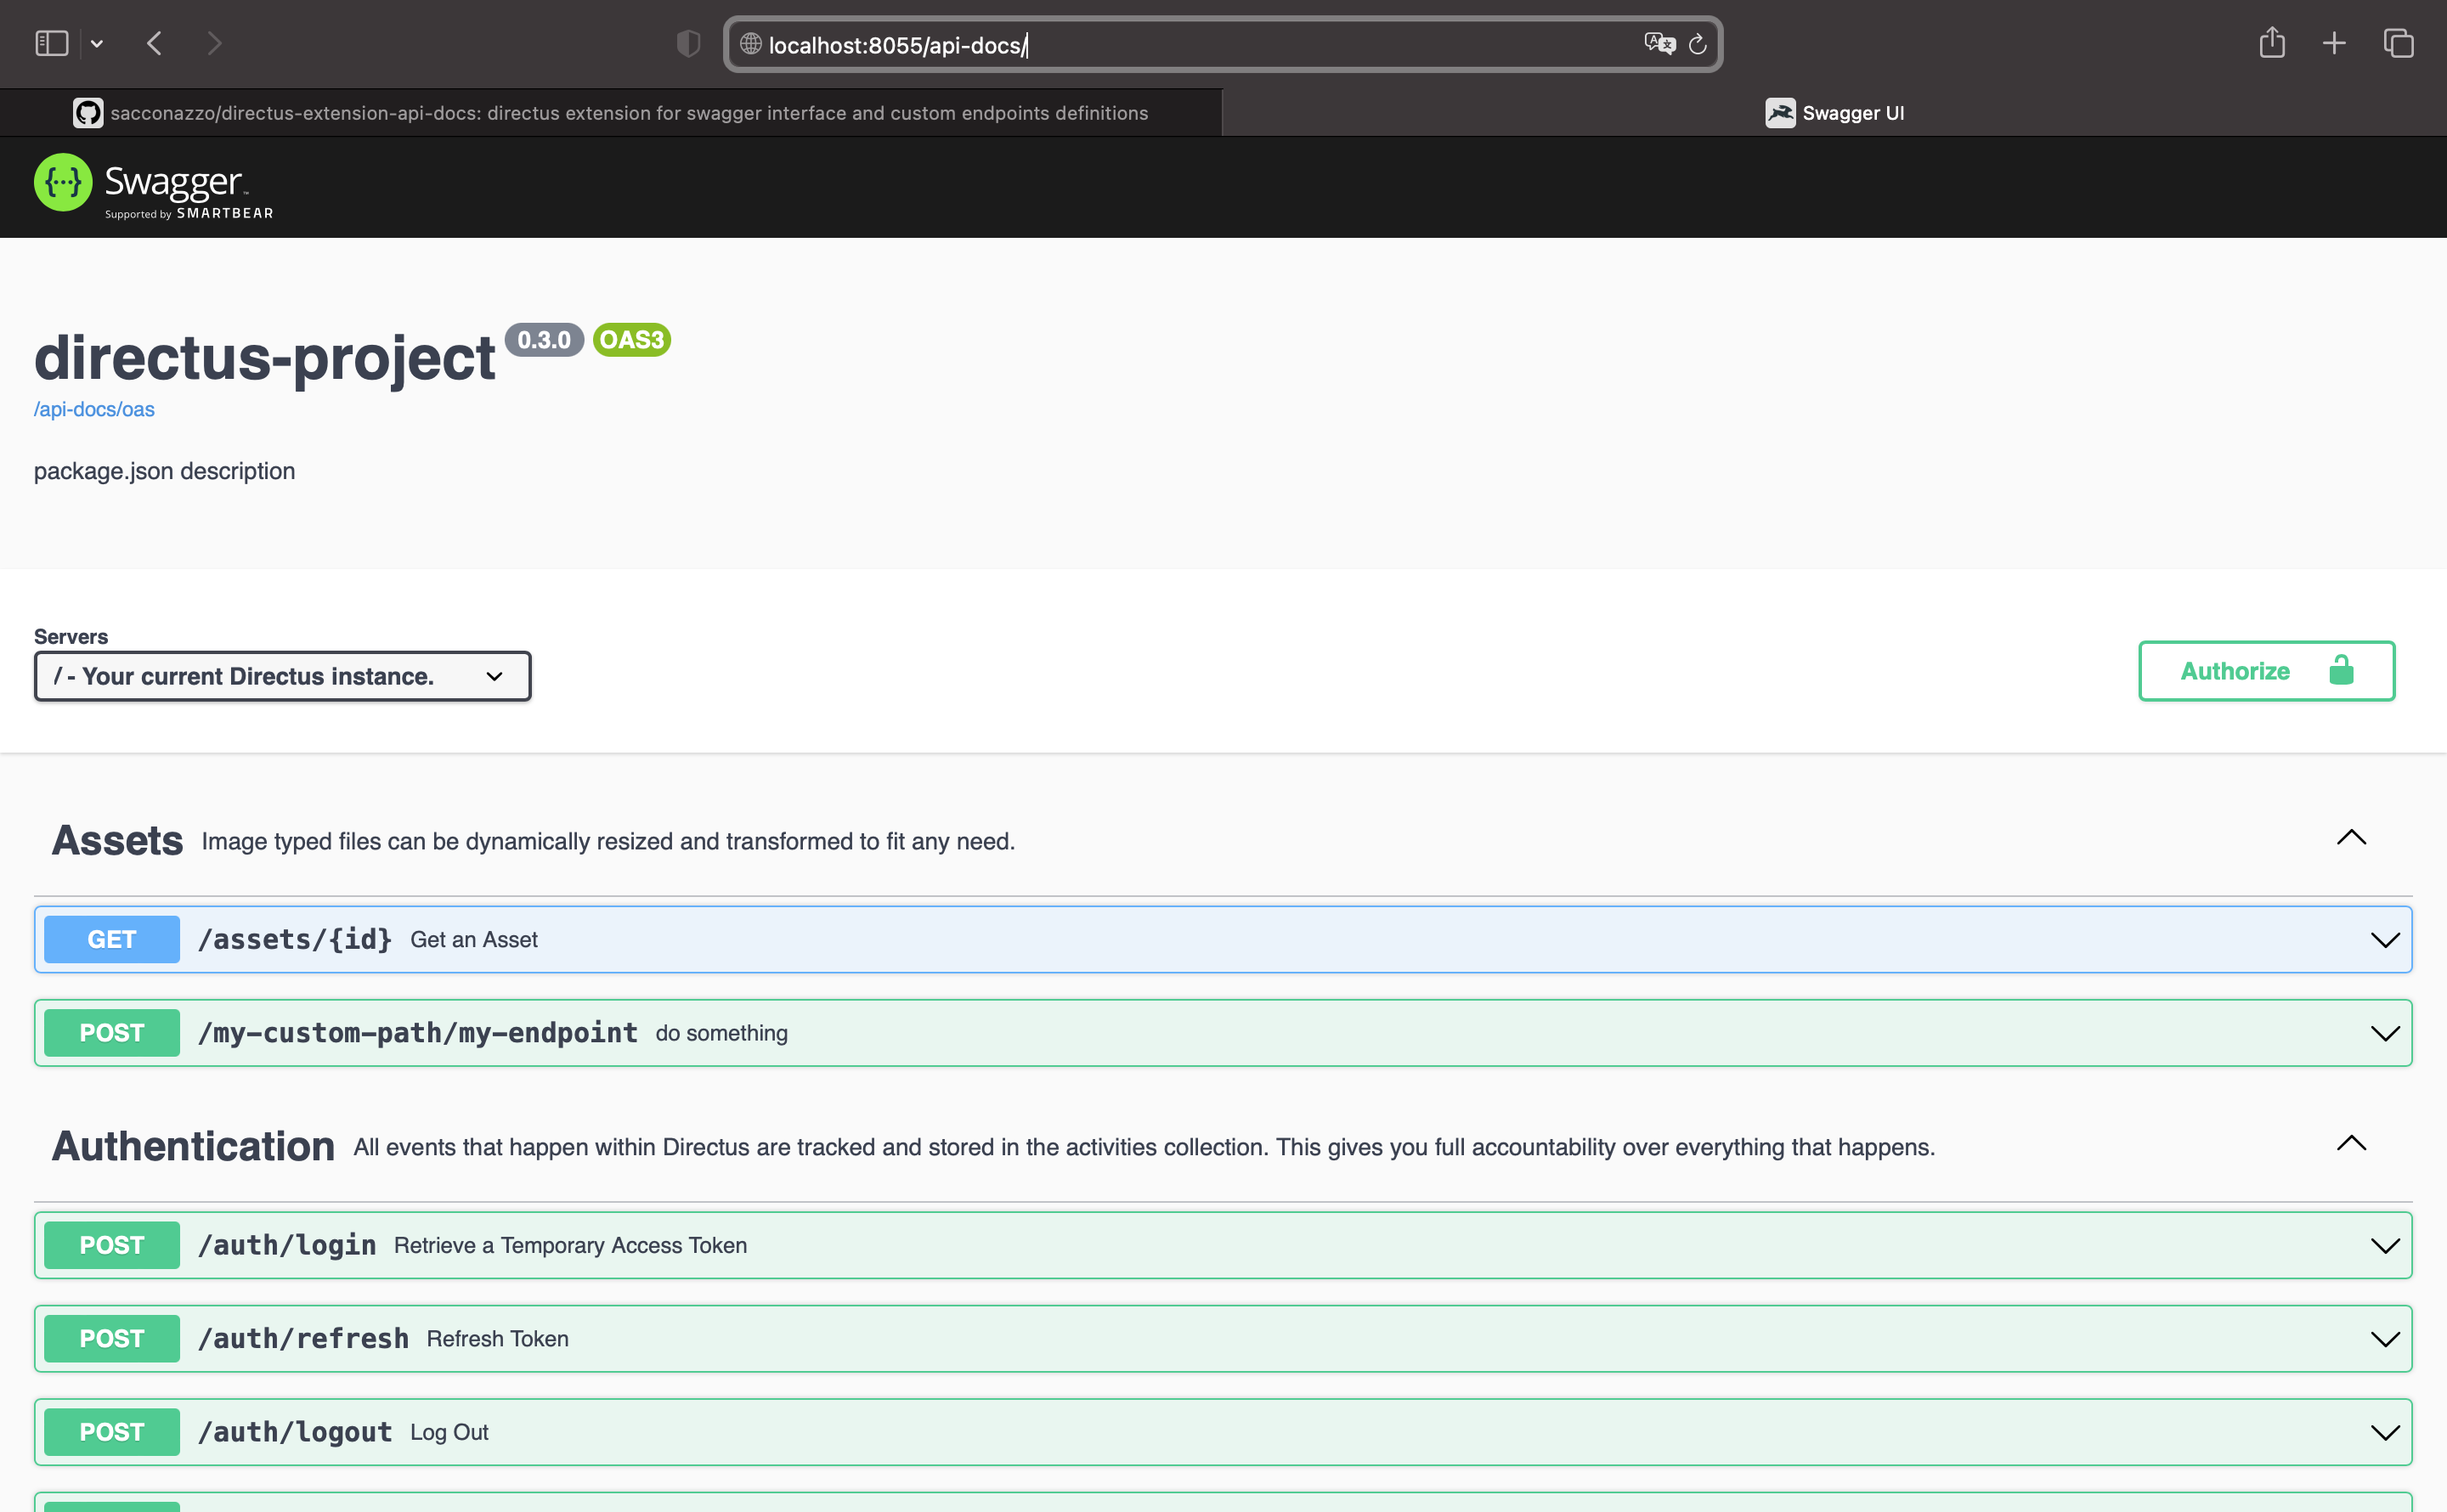 localhost:8055/api-docs/
sacconazzo/directus-extension-api-docs: directus extension for swagger interface and custom endpoints definitions
Swagger UI
{···} Swagger™
Supported by SMARTBEAR
directus-project 0.3.0 OAS3
/api-docs/oas
package.json description
Servers
/ - Your current Directus instance.
Authorize
Assets Image typed files can be dynamically resized and transformed to fit any need.
GET /assets/{id} Get an Asset
POST /my-custom-path/my-endpoint do something
Authentication All events that happen within Directus are tracked and stored in the activities collection. This gives you full accountability over everything that happens.
POST /auth/login Retrieve a Temporary Access Token
POST /auth/refresh Refresh Token
POST /auth/logout Log Out